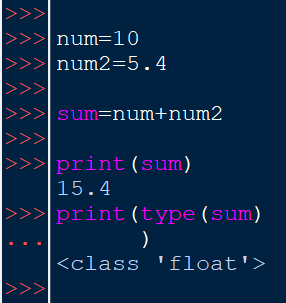 >>>
>>> num=10
>>> num2=5.4
>>>
>>> sum=num+num2
>>>
>>> print(sum)
15.4
>>> print(type(sum)
...       )
<class 'float'>
>>>